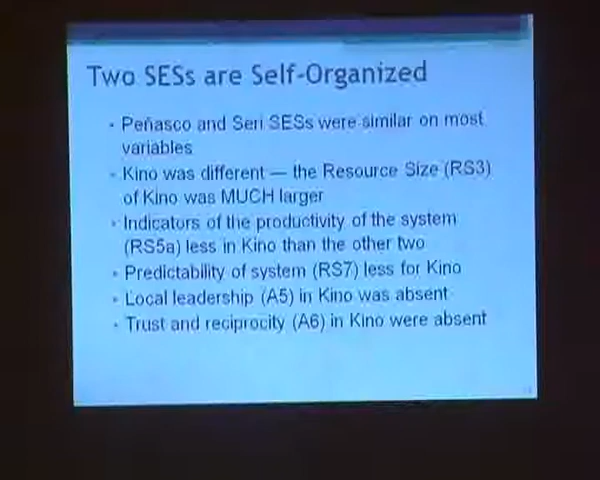 Two SESs are Self-Organized
• Peñasco and Seri SESs were similar on most
variables
• Kino was different — the Resource Size (RS3)
of Kino was MUCH larger
• Indicators of the productivity of the system
(RS5a) less in Kino than the other two
• Predictability of system (RS7) less for Kino
• Local leadership (A5) in Kino was absent
• Trust and reciprocity (A6) in Kino were absent